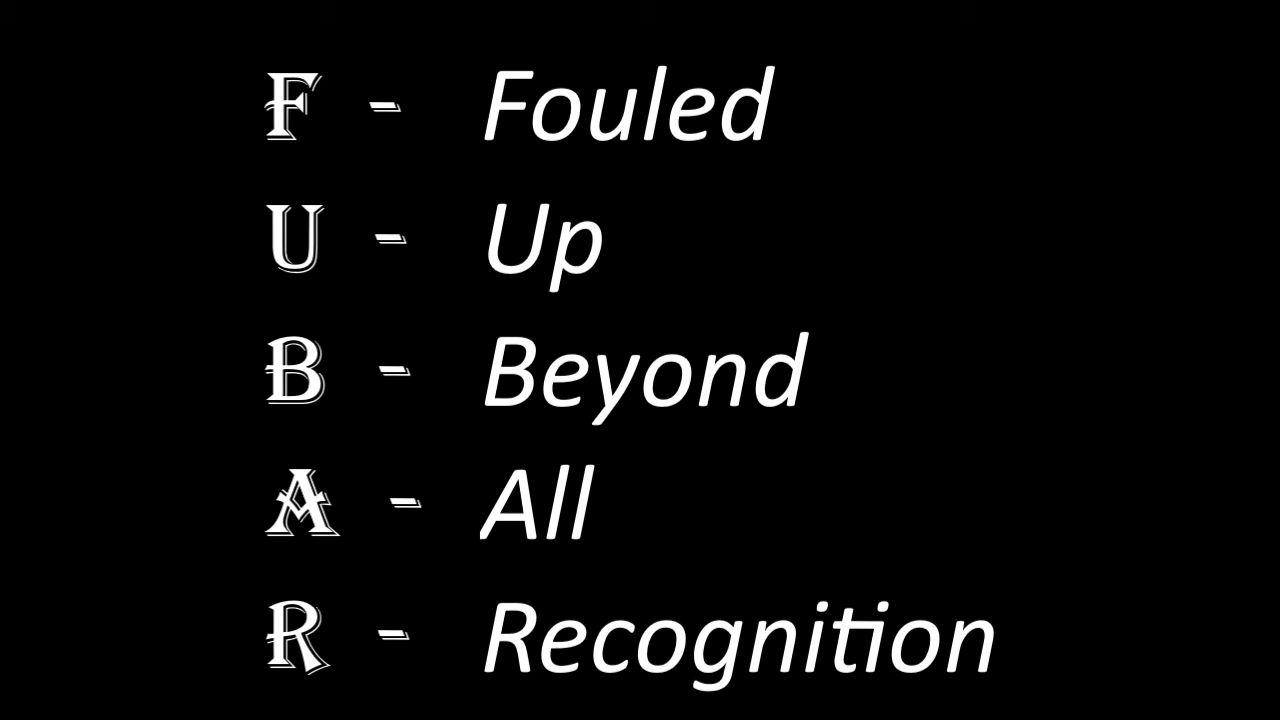 F - Fouled
U - Up
B - Beyond
A - All
R - Recognition